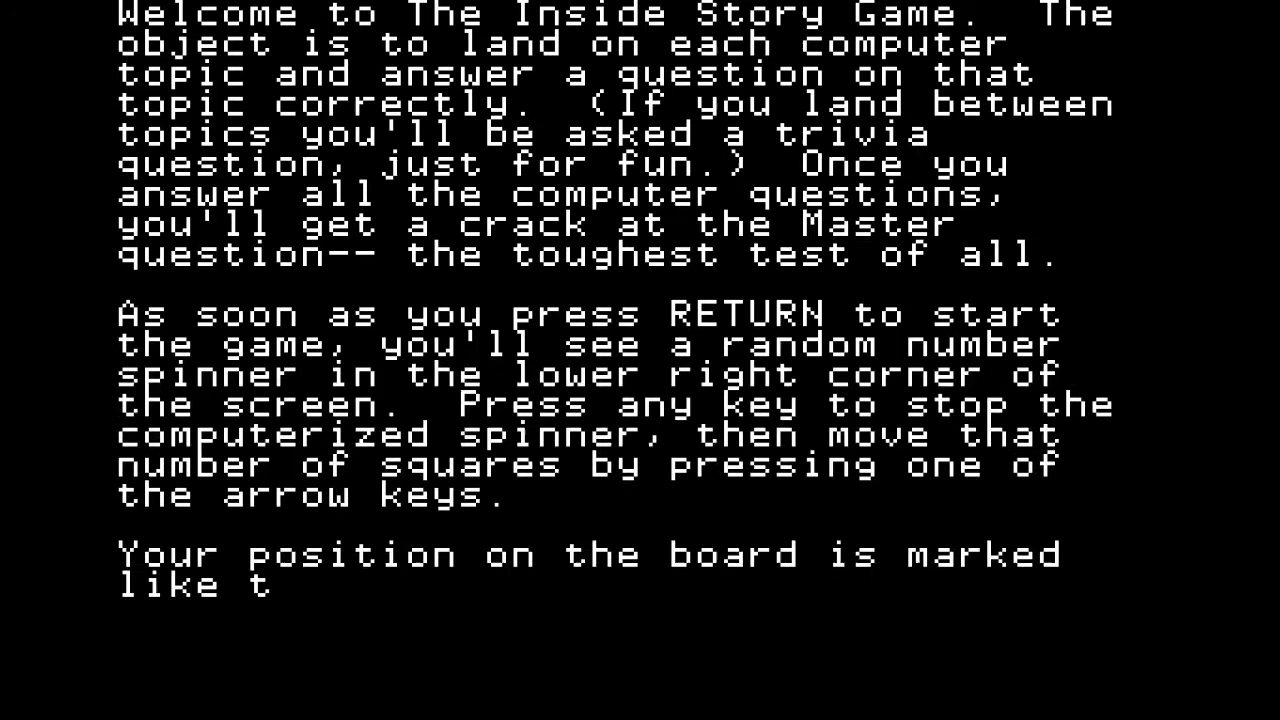 Welcome to The Inside Story Game.  The
object is to land on each computer
topic and answer a question on that
topic correctly.  (If you land between
topics you'll be asked a trivia
question, just for fun.)  Once you
answer all the computer questions,
you'll get a crack at the Master
question-- the toughest test of all.
As soon as you press RETURN to start
the game, you'll see a random number
spinner in the lower right corner of
the screen.  Press any key to stop the
computerized spinner, then move that
number of squares by pressing one of
the arrow keys.
Your position on the board is marked
like t